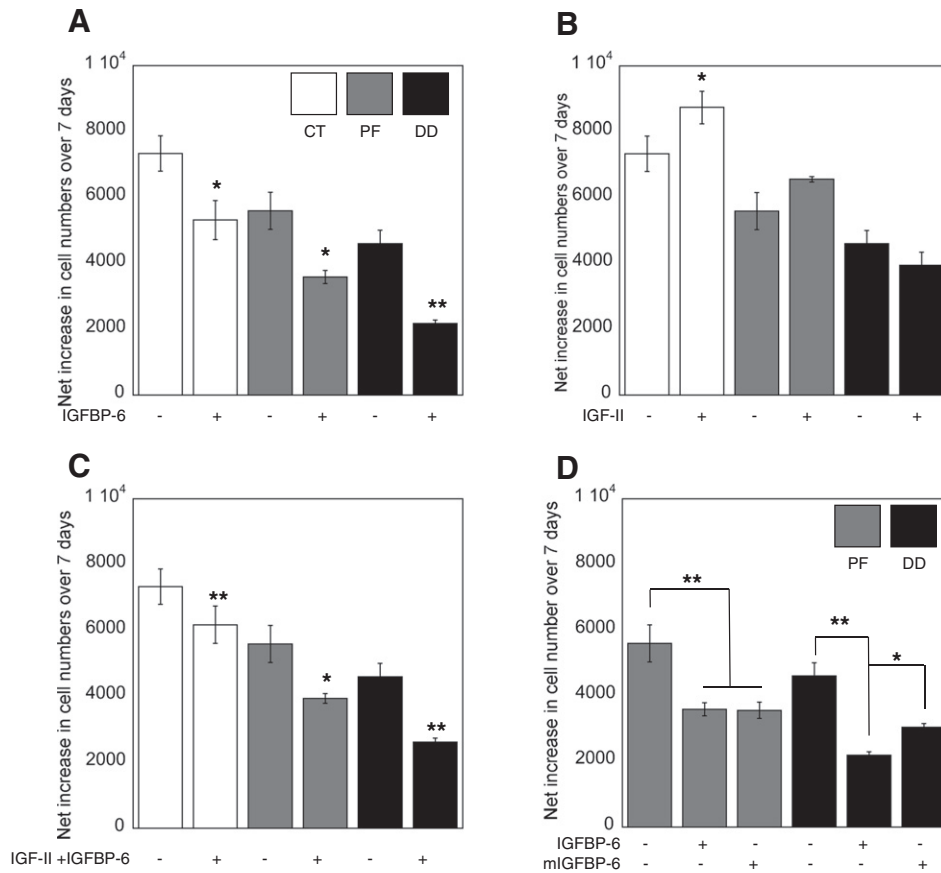 A
Net increase in cell numbers over 7 days
1 10⁴
8000
6000
4000
2000
0
CT PF DD
*
*
**
IGFBP-6 - + - + - +
B
Net increase in cell numbers over 7 days
1 10⁴
8000
6000
4000
2000
0
*
IGF-II - + - + - +
C
Net increase in cell numbers over 7 days
1 10⁴
8000
6000
4000
2000
0
**
*
**
IGF-II +IGFBP-6 - + - + - +
D
Net increase in cell numbers over 7 days
1 10⁴
8000
6000
4000
2000
0
PF DD
**
**
*
IGFBP-6 - + - - + -
mIGFBP-6 - - + - - +